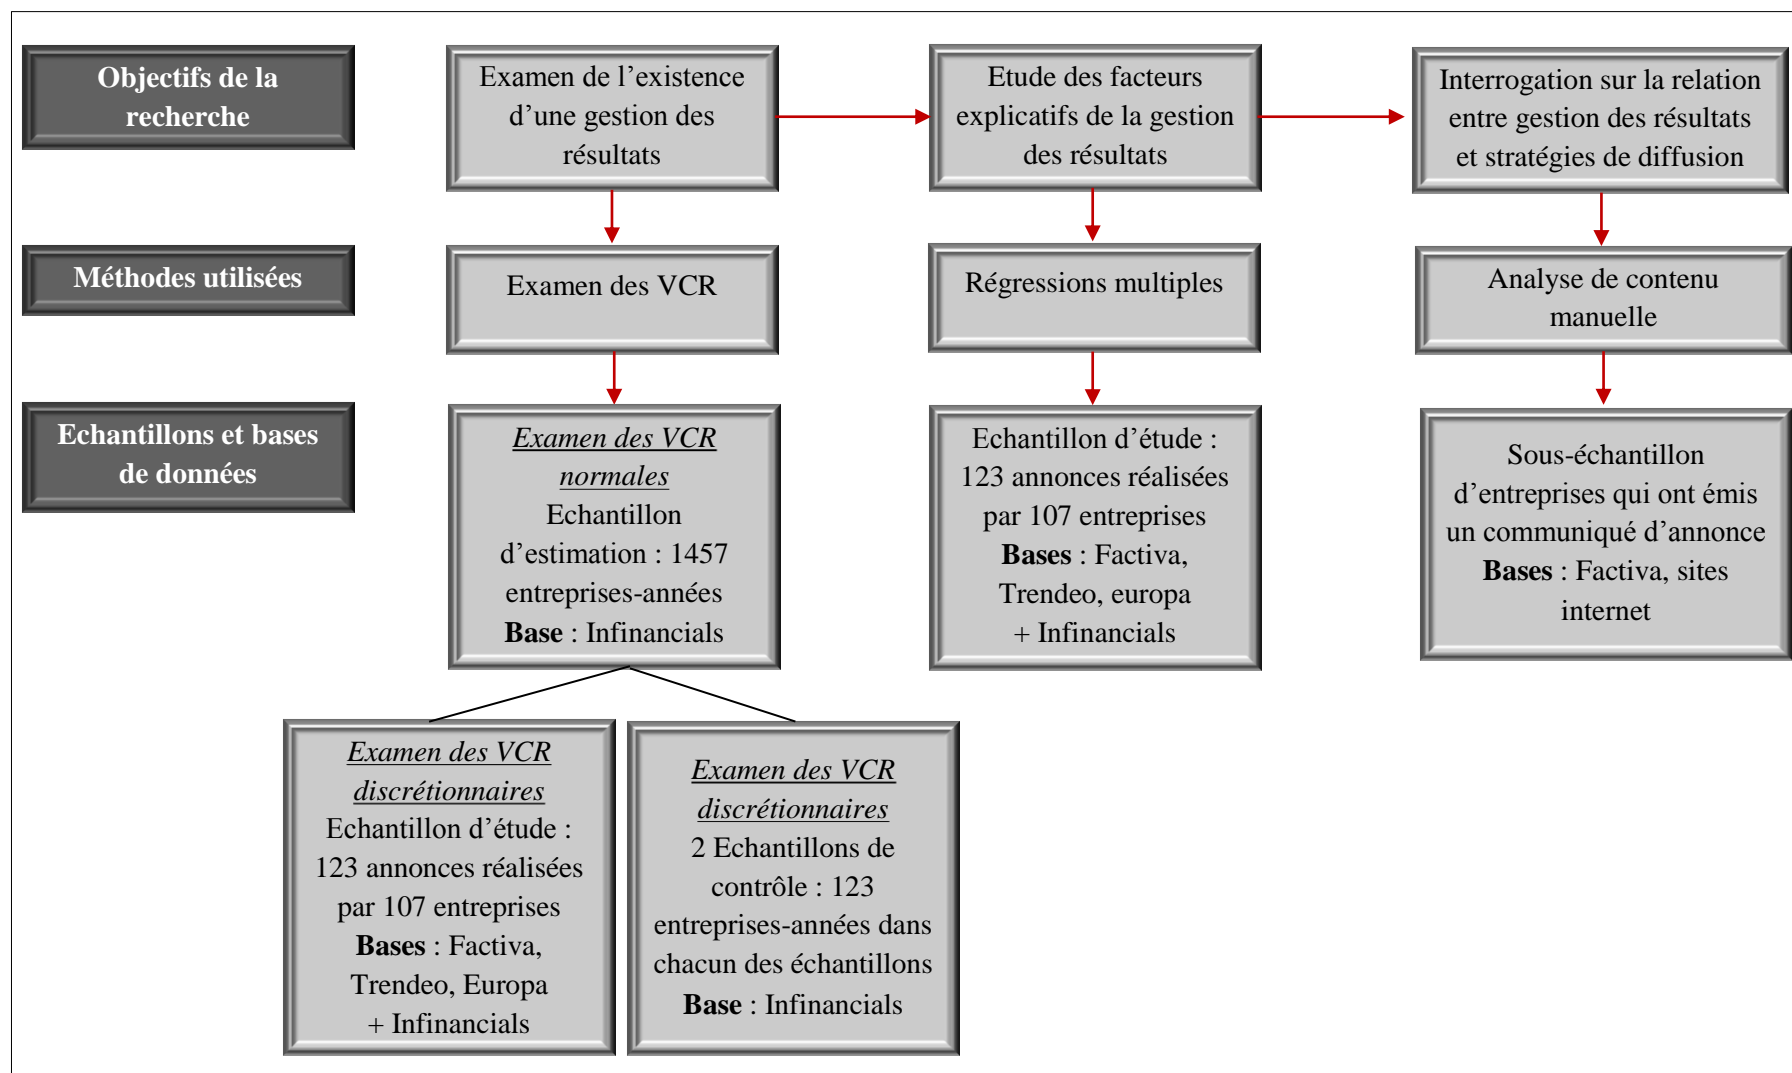 Objectifs de la
recherche
Examen de l’existence
d’une gestion des
résultats
Etude des facteurs
explicatifs de la gestion
des résultats
Interrogation sur la relation
entre gestion des résultats
et stratégies de diffusion
Méthodes utilisées
Examen des VCR
Régressions multiples
Analyse de contenu
manuelle
Echantillons et bases
de données
Examen des VCR
normales
Echantillon
d’estimation : 1457
entreprises-années
Base : Infinancials
Echantillon d’étude :
123 annonces réalisées
par 107 entreprises
Bases : Factiva,
Trendeo, europa
+ Infinancials
Sous-échantillon
d’entreprises qui ont émis
un communiqué d’annonce
Bases : Factiva, sites
internet
Examen des VCR
discrétionnaires
Echantillon d’étude :
123 annonces réalisées
par 107 entreprises
Bases : Factiva,
Trendeo, Europa
+ Infinancials
Examen des VCR
discrétionnaires
2 Echantillons de
contrôle : 123
entreprises-années dans
chacun des échantillons
Base : Infinancials